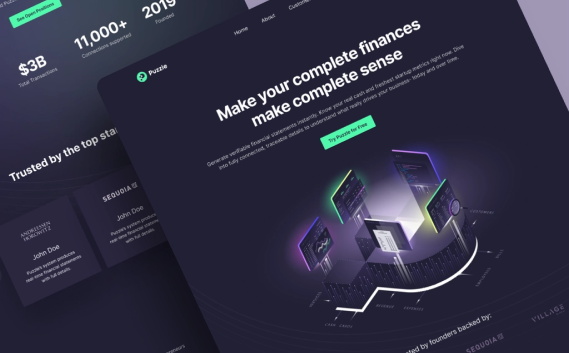 See Open Positions
$3B
Total Transactions
11,000+
Connections supported
2019
Founded
Trusted by the top sta
ANDREESSEN
HOROWITZ
John Doe
Puzzle's system produces
real-time financial statements
with full details.
SEQUOIA
John Doe
Puzzle's system produces
real-time financial statements
with full details.
Home
About
Custome
Puzzle
Make your complete finances
make complete sense
Generate verifiable financial statements instantly. Know your real cash and freshest startup metrics right now. Dive
into fully connected, traceable details to understand what really drives your business- today and over time.
Try Puzzle for Free
ted by founders backed by:
SEQUOIA
VILLAGE